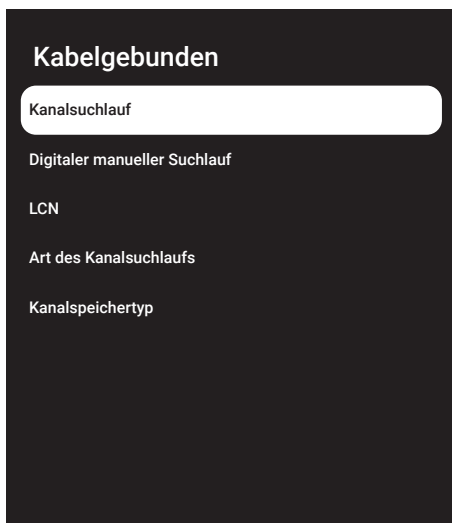 Kabelgebunden
Kanalsuchlauf
Digitaler manueller Suchlauf
LCN
Art des Kanalsuchlaufs
Kanalspeichertyp